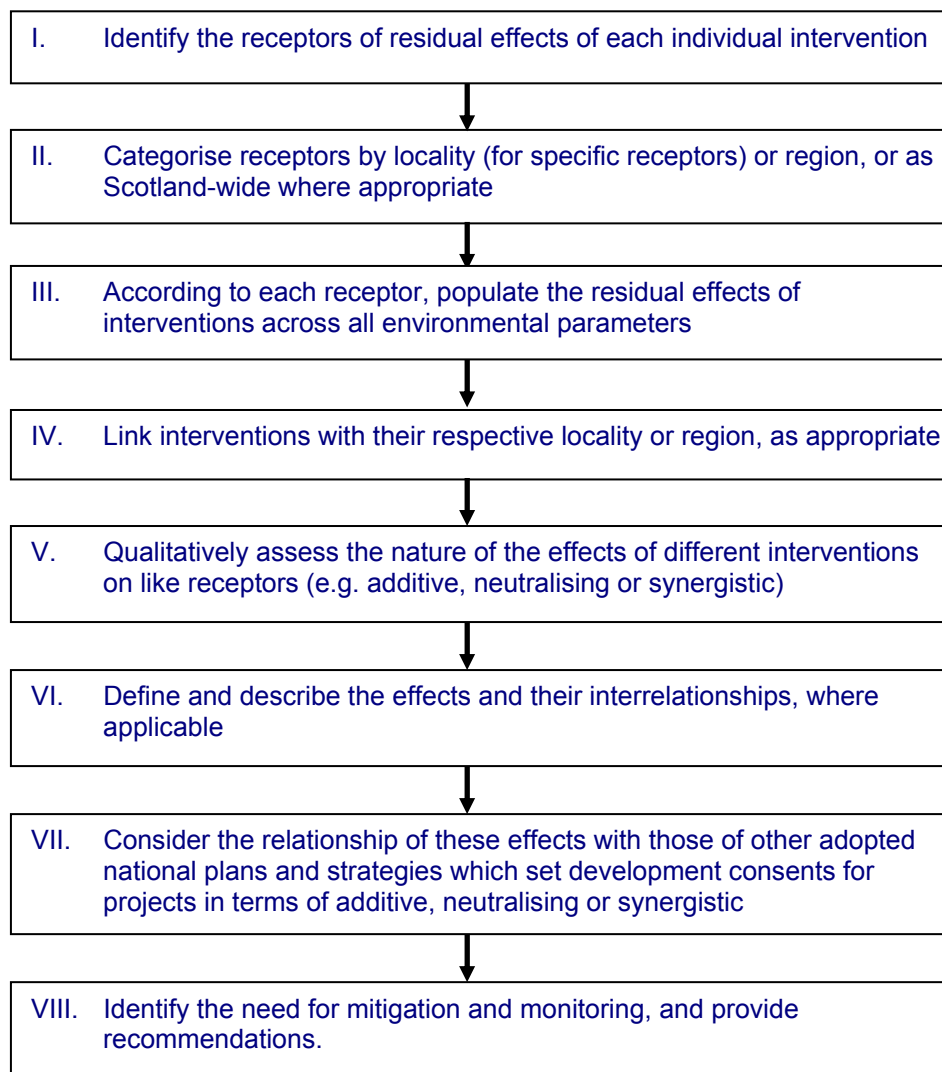 I. Identify the receptors of residual effects of each individual intervention
II. Categorise receptors by locality (for specific receptors) or region, or as
Scotland-wide where appropriate
III. According to each receptor, populate the residual effects of
interventions across all environmental parameters
IV. Link interventions with their respective locality or region, as appropriate
V. Qualitatively assess the nature of the effects of different interventions
on like receptors (e.g. additive, neutralising or synergistic)
VI. Define and describe the effects and their interrelationships, where
applicable
VII. Consider the relationship of these effects with those of other adopted
national plans and strategies which set development consents for
projects in terms of additive, neutralising or synergistic
VIII. Identify the need for mitigation and monitoring, and provide
recommendations.